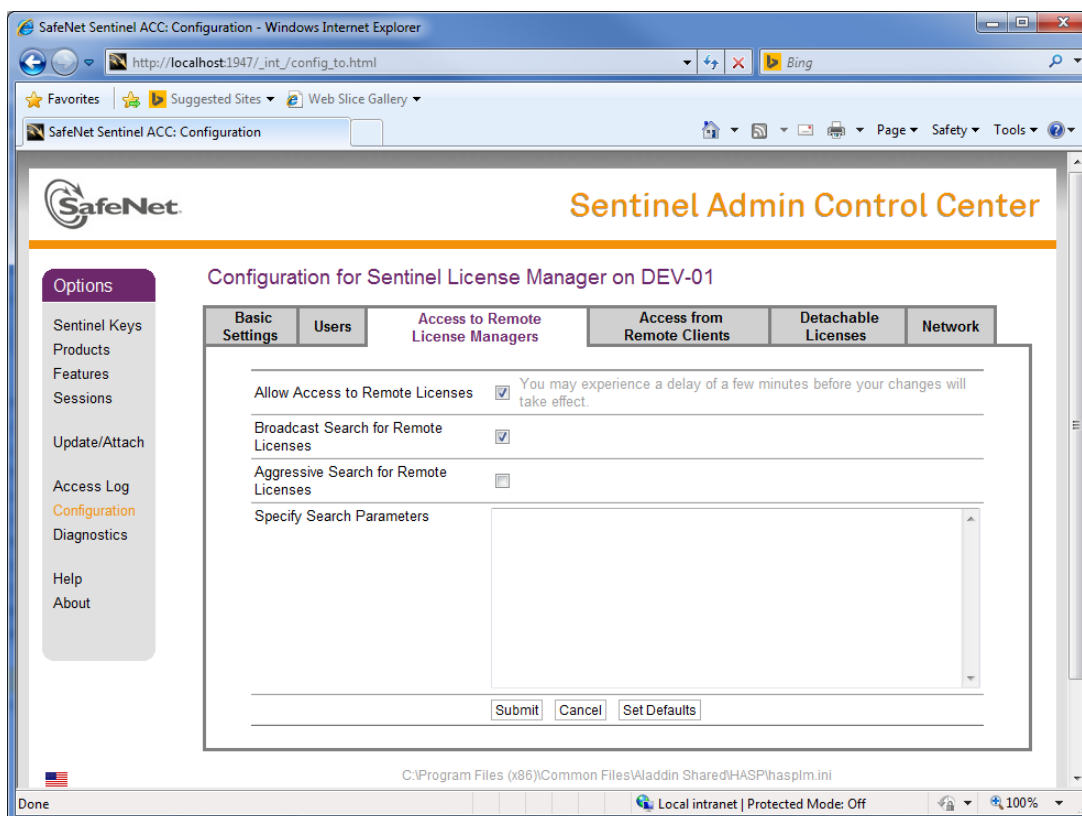 SafeNet Sentinel ACC: Configuration - Windows Internet Explorer
http://localhost:1947/_int_/config_to.html
Bing
Favorites
Suggested Sites
Web Slice Gallery
SafeNet Sentinel ACC: Configuration
Page
Safety
Tools
SafeNet.
Sentinel Admin Control Center
Options
Sentinel Keys
Products
Features
Sessions
Update/Attach
Access Log
Configuration
Diagnostics
Help
About
Configuration for Sentinel License Manager on DEV-01
Basic
Settings
Users
Access to Remote
License Managers
Access from
Remote Clients
Detachable
Licenses
Network
Allow Access to Remote Licenses
You may experience a delay of a few minutes before your changes will
take effect.
Broadcast Search for Remote
Licenses
Aggressive Search for Remote
Licenses
Specify Search Parameters
Submit
Cancel
Set Defaults
C:\Program Files (x86)\Common Files\Aladdin Shared\HASP\hasplm.ini
Done
Local intranet | Protected Mode: Off
100%